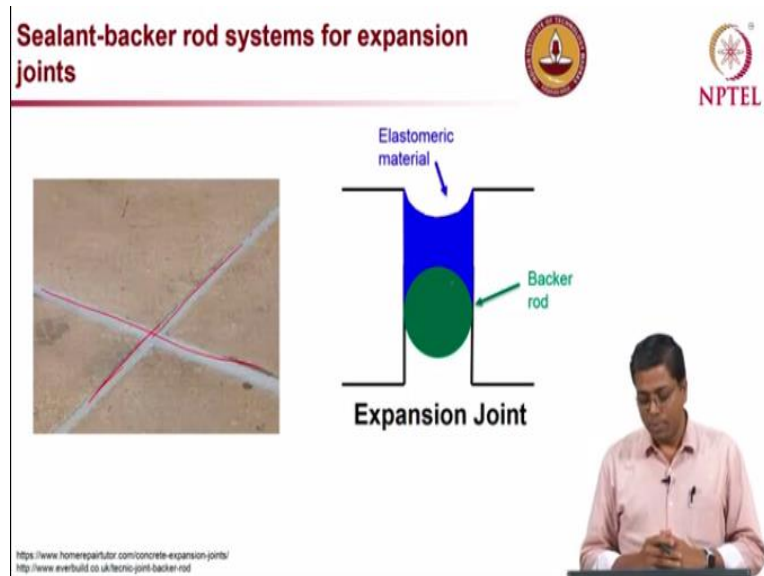 Sealant-backer rod systems for expansion
joints
NPTEL
Elastomeric
material
Backer
rod
Expansion Joint
https://www.homerepairtutor.com/concrete-expansion-joints/
http://www.everbuild.co.uk/tecnic-joint-backer-rod